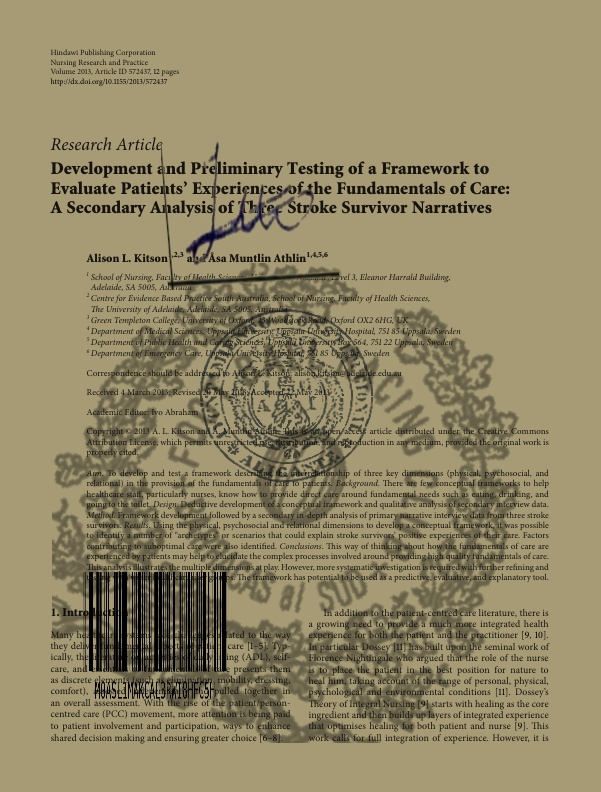 Hindawi Publishing Corporation
Nursing Research and Practice
Volume 2013, Article ID 572437, 12 pages
http://dx.doi.org/10.1155/2013/572437
Research Article
Development and Preliminary Testing of a Framework to
Evaluate Patients' Experiences of the Fundamentals of Care:
A Secondary Analysis of Three Stroke Survivor Narratives
Alison L. Kitson ,2,3 and Åsa Muntlin Athlin1,4,5,6
1 School of Nursing, Faculty of Health Sciences, Level 3, Eleanor Harrald Building,
Adelaide, SA 5005, Australia
2 Centre for Evidence Based Practice South Australia, School of Nursing, Faculty of Health Sciences,
The University of Adelaide, Adelaide, SA 5005, Australia
3 Green Templeton College, University of Oxford, 43 Woodstock Road, Oxford OX2 6HG, UK
4 Department of Medical Sciences, Uppsala University, Uppsala University Hospital, 751 85 Uppsala, Sweden
5 Department of Public Health and Caring Sciences, Uppsala University, Box 564, 751 22 Uppsala, Sweden
6 Department of Emergency Care, Uppsala University Hospital, 751 85 Uppsala, Sweden
Correspondence should be addressed to Alison L. Kitson; alison.kitson@adelaide.edu.au
Received 4 March 2013; Revised 20 May 2013; Accepted 22 May 2013
Academic Editor: Ivo Abraham
Copyright © 2013 A. L. Kitson and Å. Muntlin Athlin. This is an open access article distributed under the Creative Commons
Attribution License, which permits unrestricted use, distribution, and reproduction in any medium, provided the original work is
properly cited.
Aim. To develop and test a framework describing the interrelationship of three key dimensions (physical, psychosocial, and
relational) in the provision of the fundamentals of care to patients. Background. There are few conceptual frameworks to help
healthcare staff, particularly nurses, know how to provide direct care around fundamental needs such as eating, drinking, and
going to the toilet. Design. Deductive development of a conceptual framework and qualitative analysis of secondary interview data.
Method. Framework development followed by a secondary in-depth analysis of primary narrative interview data from three stroke
survivors. Results. Using the physical, psychosocial and relational dimensions to develop a conceptual framework, it was possible
to identify a number of "archetypes" or scenarios that could explain stroke survivors' positive experiences of their care. Factors
contributing to suboptimal care were also identified. Conclusions. This way of thinking about how the fundamentals of care are
experienced by patients may help to elucidate the complex processes involved around providing high quality fundamentals of care.
This analysis illustrates the multiple dimensions at play. However, more systematic investigation is required with further refining and
groups. The framework has potential to be used as a predictive, evaluative, and explanatory tool.
1. Introduction
Many related to the way
they deliver care [1–5]. Typ-
ically, the (ADL), self-
care, and presents them
as discrete elements (such as elimination, mobility, dressing,
comfort), pulled together in
an overall assessment. With the rise of the patient/person-
centred care (PCC) movement, more attention is being paid
to patient involvement and participation, ways to enhance
shared decision making and ensuring greater choice [6–8].
In addition to the patient-centred care literature, there is
a growing need to provide a much more integrated health
experience for both the patient and the practitioner [9, 10].
In particular Dossey [11] has built upon the seminal work of
Florence Nightingale who argued that the role of the nurse
is to place the patient in the best position for nature to
heal him, taking account of the range of personal, physical,
psychological and environmental conditions [11]. Dossey's
Theory of Integral Nursing [9] starts with healing as the core
ingredient and then builds up layers of integrated experience
that optimises healing for both patient and nurse [9]. This
work calls for full integration of experience. However, it is